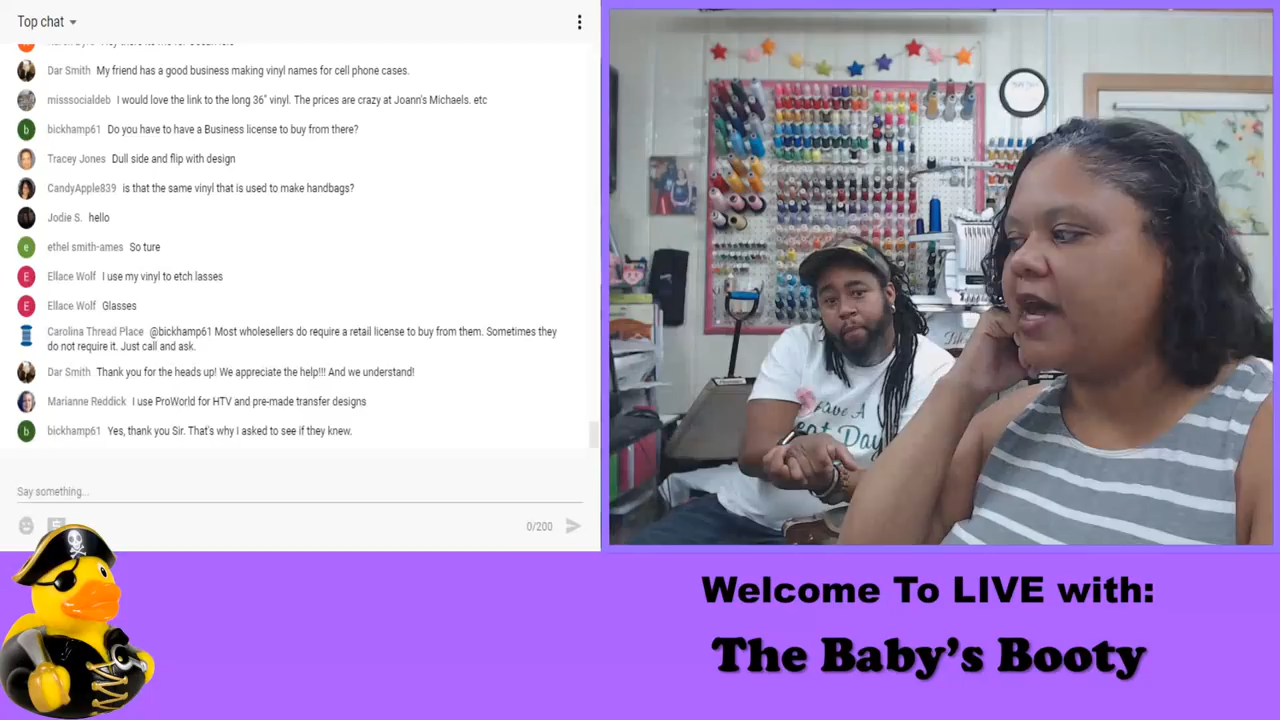 Top chat
Dar Smith My friend has a good business making vinyl names for cell phone cases.
misssocialdeb I would love the link to the long 36" vinyl. The prices are crazy at Joann's Michaels. etc
bickhamp61 Do you have to have a Business license to buy from there?
Tracey Jones Dull side and flip with design
CandyApple839 is that the same vinyl that is used to make handbags?
Jodie S. hello
ethel smith-ames So ture
Ellace Wolf I use my vinyl to etch lasses
Ellace Wolf Glasses
Carolina Thread Place @bickhamp61 Most wholesellers do require a retail license to buy from them. Sometimes they
do not require it. Just call and ask.
Dar Smith Thank you for the heads up! We appreciate the help!!! And we understand!
Marianne Reddick I use ProWorld for HTV and pre-made transfer designs
bickhamp61 Yes, thank you Sir. That's why I asked to see if they knew.
Say something...
0/200
Welcome To LIVE with:
The Baby's Booty